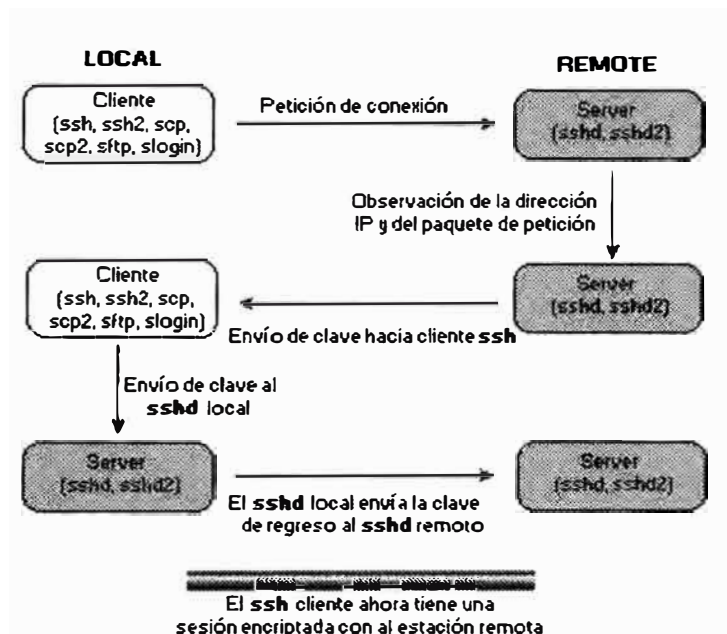 LOCAL
REMOTE
Cliente
(ssh, ssh2, scp,
scp2, sftp, slogin)
Petición de conexión
Server
(sshd, sshd2)
Observación de la dirección
IP y del paquete de petición
Cliente
(ssh, ssh2, scp,
scp2, sftp, slogin)
Server
(sshd, sshd2)
Envío de clave hacia cliente ssh
Envío de clave al
sshd local
Server
(sshd, sshd2)
Server
(sshd, sshd2)
El sshd local envía la clave
de regreso al sshd remoto
El ssh cliente ahora tiene una
sesión encriptada con al estación remota